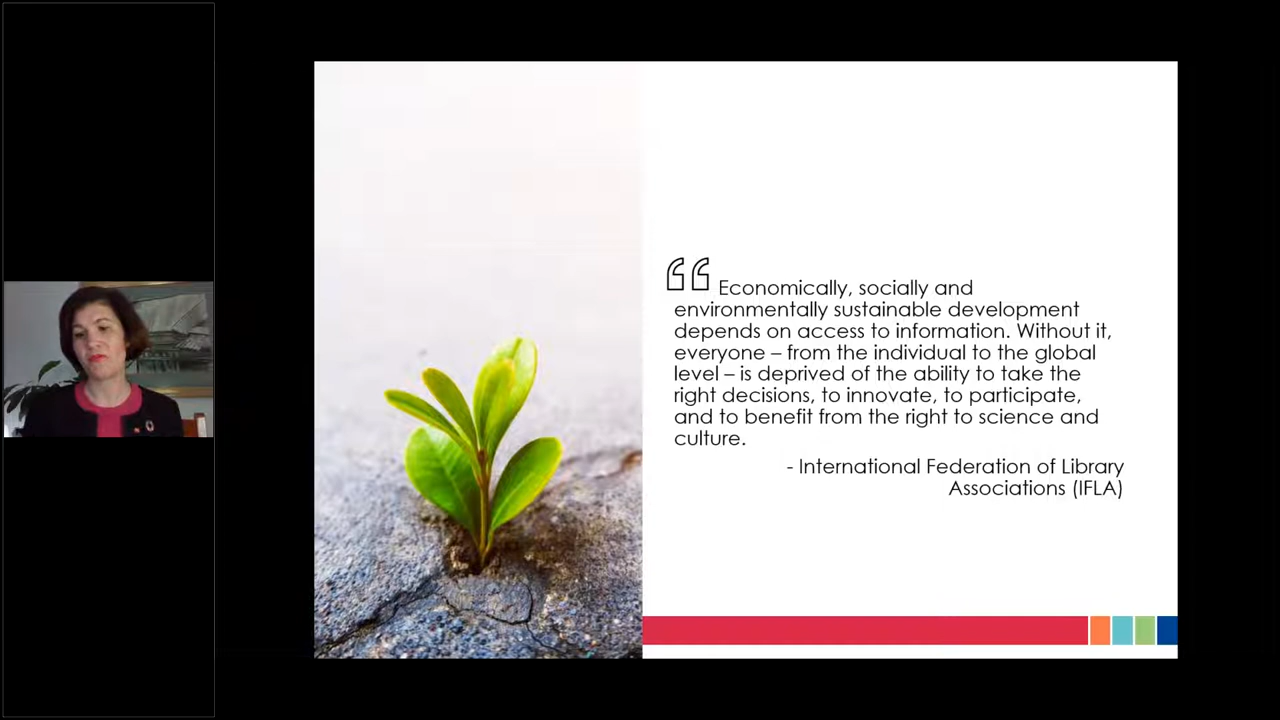 “ Economically, socially and
environmentally sustainable development
depends on access to information. Without it,
everyone – from the individual to the global
level – is deprived of the ability to take the
right decisions, to innovate, to participate,
and to benefit from the right to science and
culture.
- International Federation of Library
Associations (IFLA)